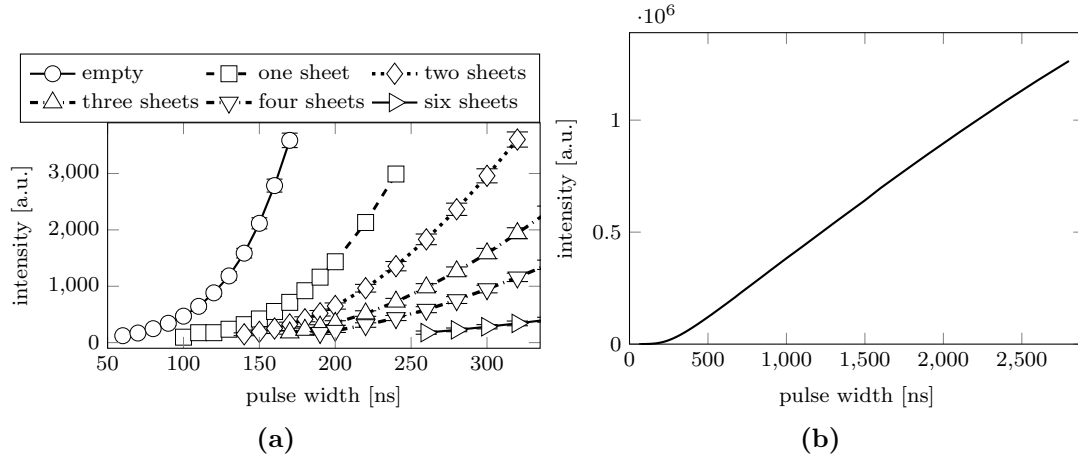 empty one sheet two sheets
three sheets four sheets six sheets
3,000
2,000
1,000
0
50 100 150 200 250 300
intensity [a.u.]
pulse width [ns]
(a)
·10⁶
1
0.5
0
0 500 1,000 1,500 2,000 2,500
intensity [a.u.]
pulse width [ns]
(b)